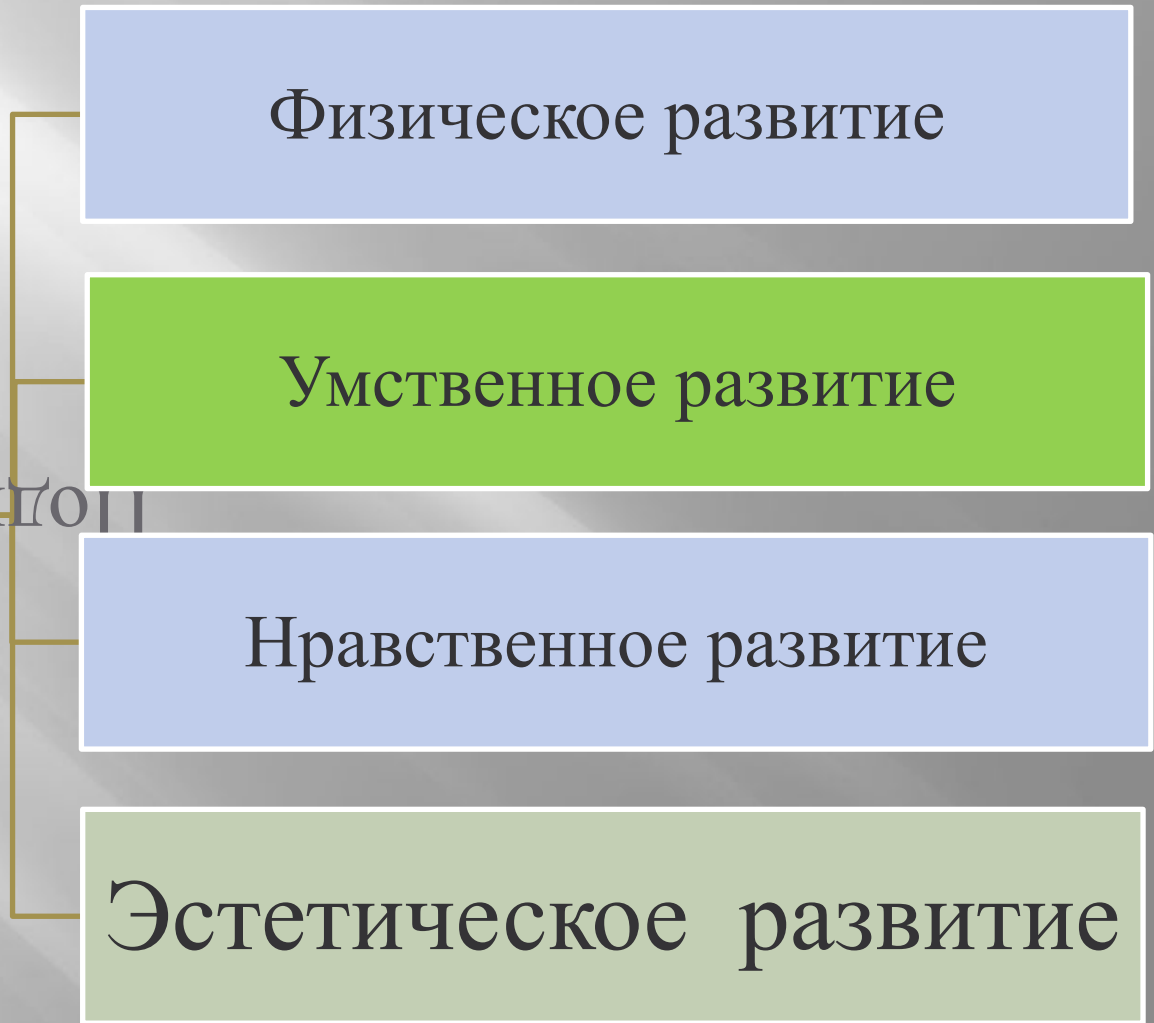 Физическое развитие
Умственное развитие
Нравственное развитие
Эстетическое развитие